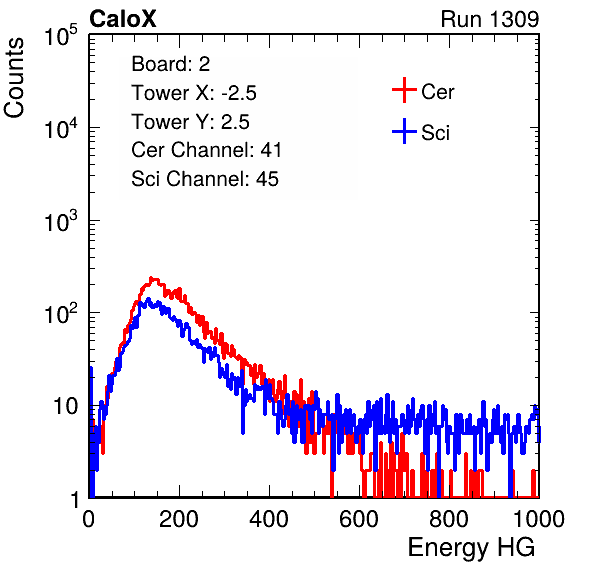 CaloX Run 1309
Counts
Board: 2
Tower X: -2.5
Tower Y: 2.5
Cer Channel: 41
Sci Channel: 45
Cer
Sci
10^5
10^4
10^3
10^2
10
1
0 200 400 600 800 1000
Energy HG